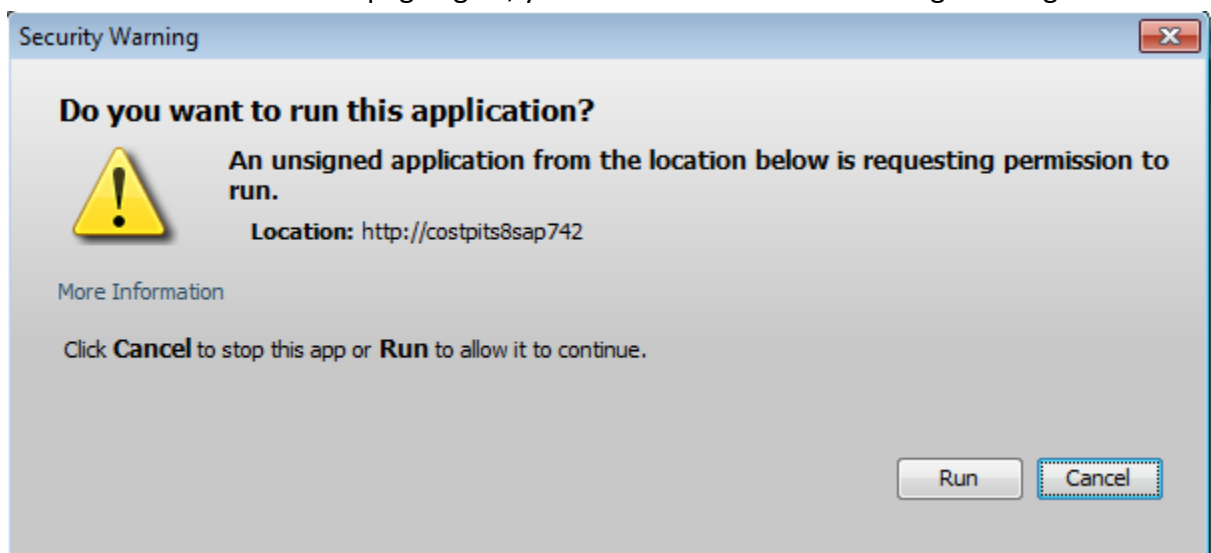 Security Warning
Do you want to run this application?
An unsigned application from the location below is requesting permission to
run.
Location: http://costpits8sap742
More Information
Click Cancel to stop this app or Run to allow it to continue.
Run Cancel